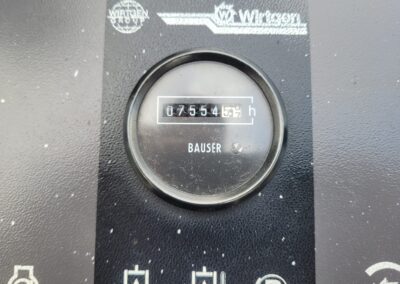 WIRTGEN
GROUP
Wirtgen
07554 h
BAUSER